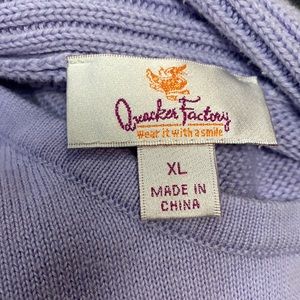 Quacker Factory
wear it with a smile
XL
MADE IN
CHINA